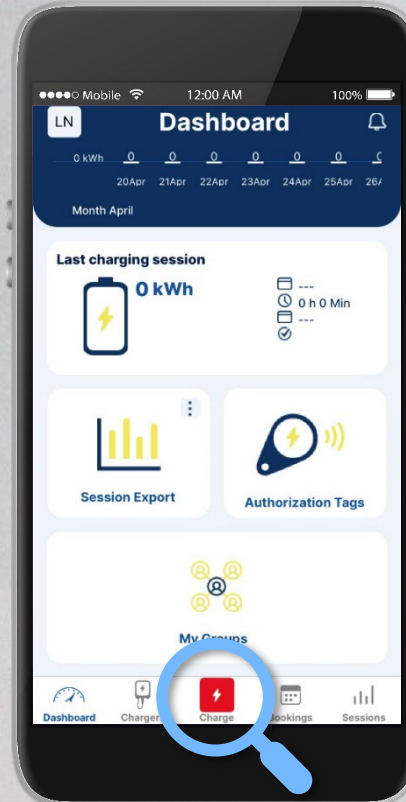 Mobile 12:00 AM 100%
LN Dashboard
0 kWh 0 0 0 0 0 0 0
20Apr 21Apr 22Apr 23Apr 24Apr 25Apr 26
Month April
Last charging session
0 kWh
---
0 h 0 Min
---
Session Export
Authorization Tags
My Groups
Dashboard Charger Charge Bookings Sessions